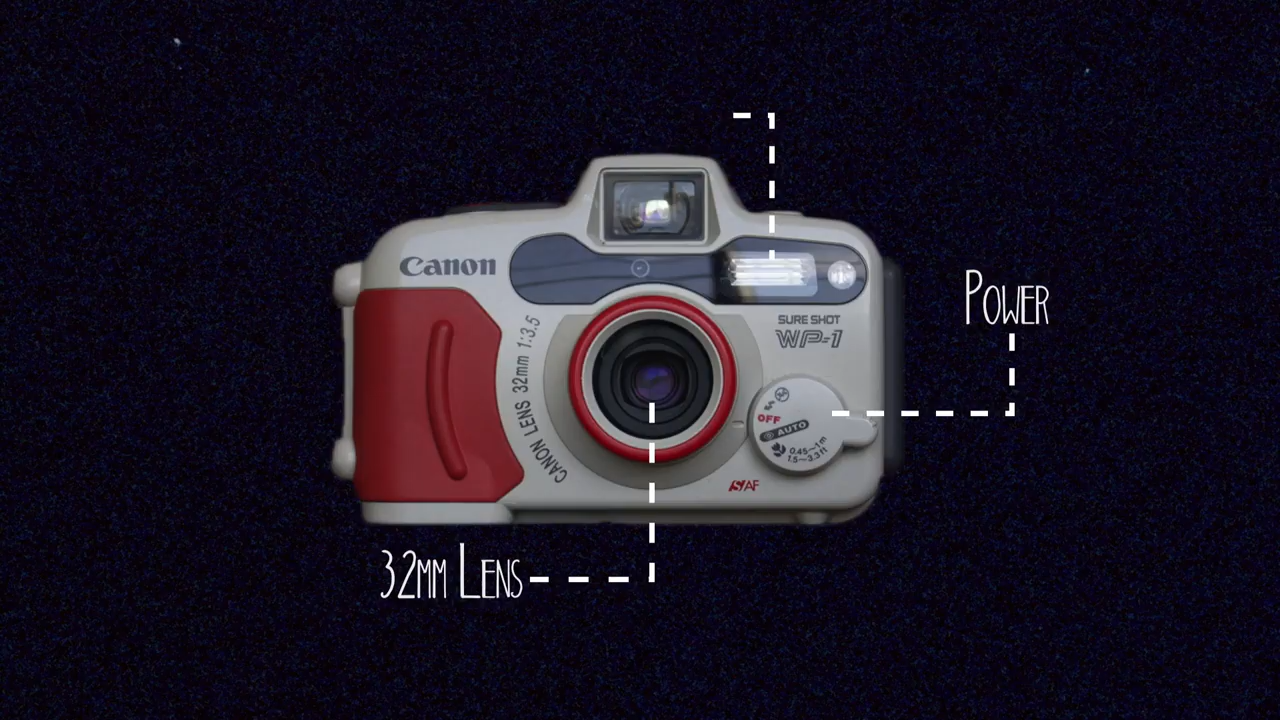 Canon
POWER
SURE SHOT
WP-1
CANON LENS 32mm 1:3.5
OFF
AUTO
0.45~1m
1.5~3.3ft
S/AF
32MM LENS